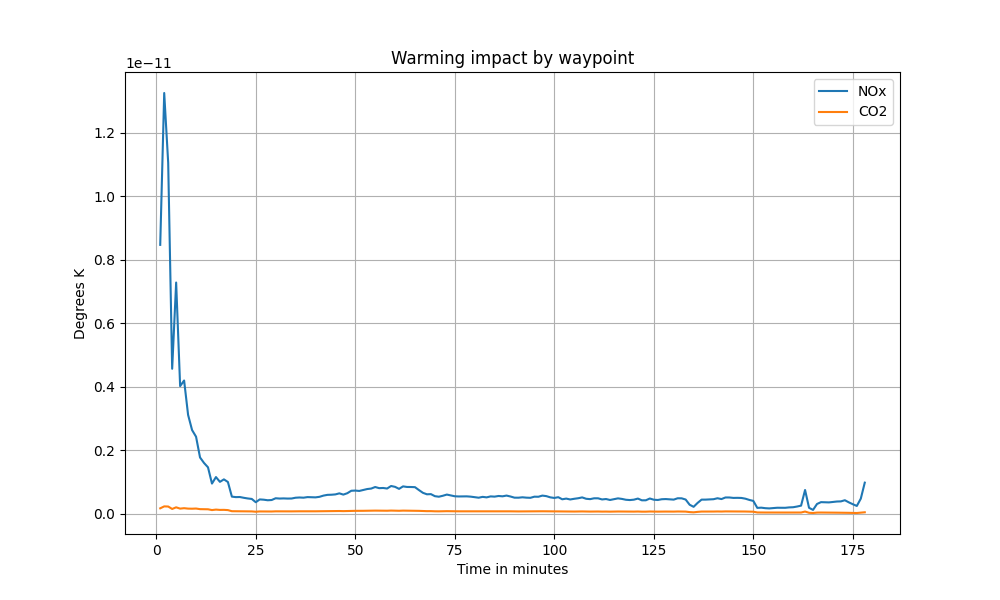 Warming impact by waypoint
1e−11
NOx
CO2
1.2
1.0
0.8
0.6
0.4
0.2
0.0
Degrees K
0 25 50 75 100 125 150 175
Time in minutes